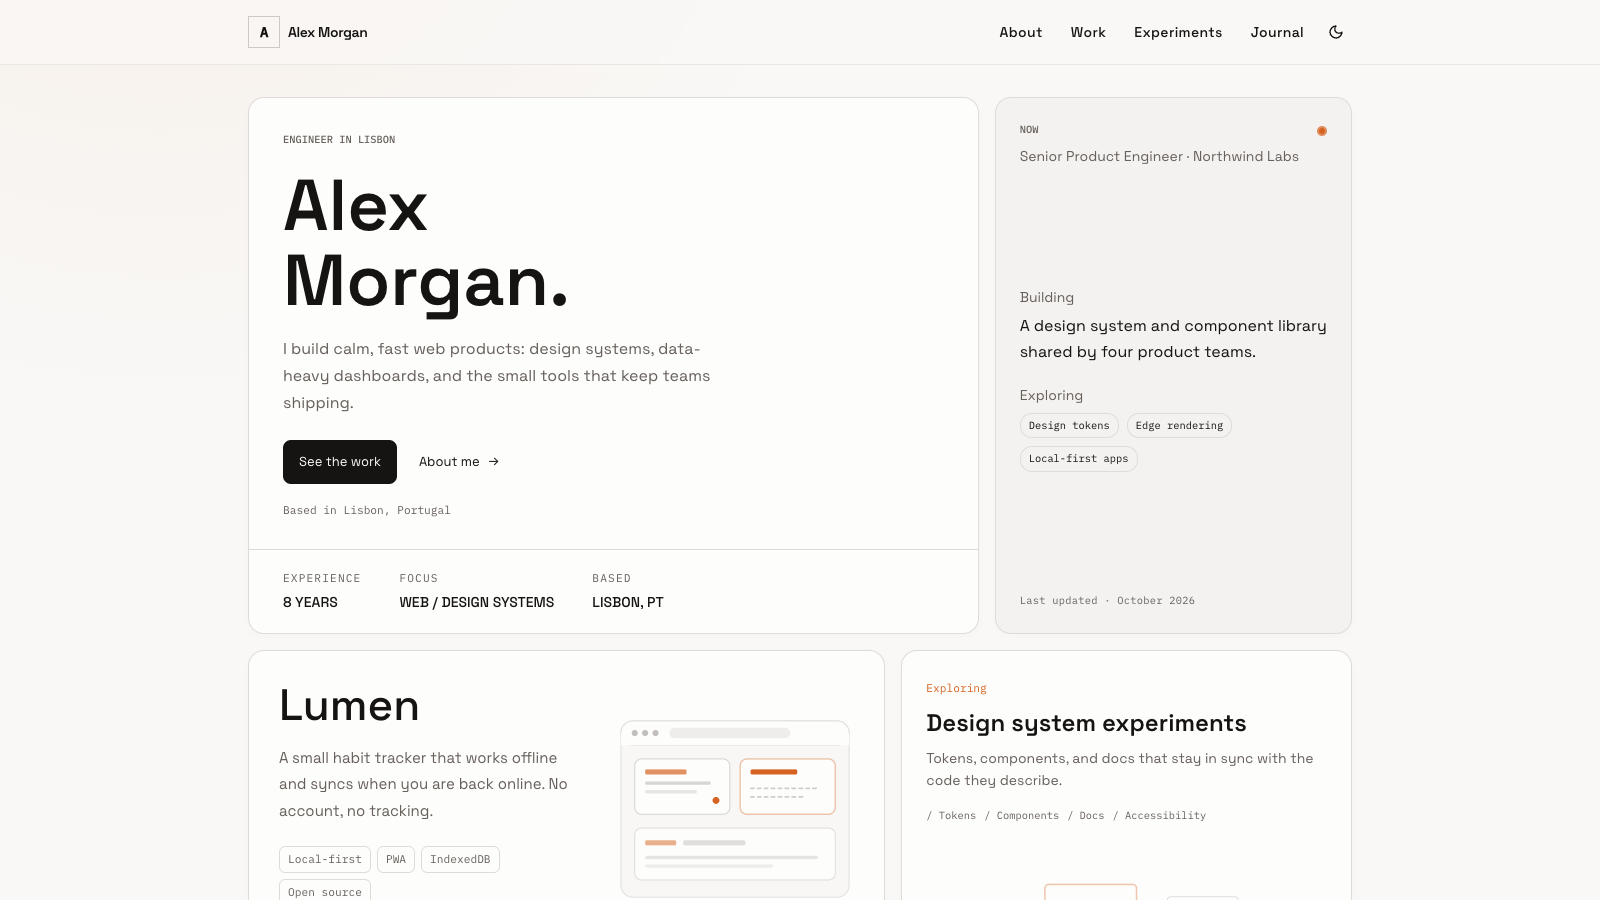 A Alex Morgan
About Work Experiments Journal
ENGINEER IN LISBON
Alex
Morgan.
I build calm, fast web products: design systems, data-
heavy dashboards, and the small tools that keep teams
shipping.
See the work About me →
Based in Lisbon, Portugal
EXPERIENCE FOCUS BASED
8 YEARS WEB / DESIGN SYSTEMS LISBON, PT
NOW
Senior Product Engineer · Northwind Labs
Building
A design system and component library
shared by four product teams.
Exploring
Design tokens Edge rendering
Local-first apps
Last updated · October 2026
Lumen
A small habit tracker that works offline
and syncs when you are back online. No
account, no tracking.
Local-first PWA IndexedDB
Open source
Exploring
Design system experiments
Tokens, components, and docs that stay in sync with the
code they describe.
/ Tokens / Components / Docs / Accessibility